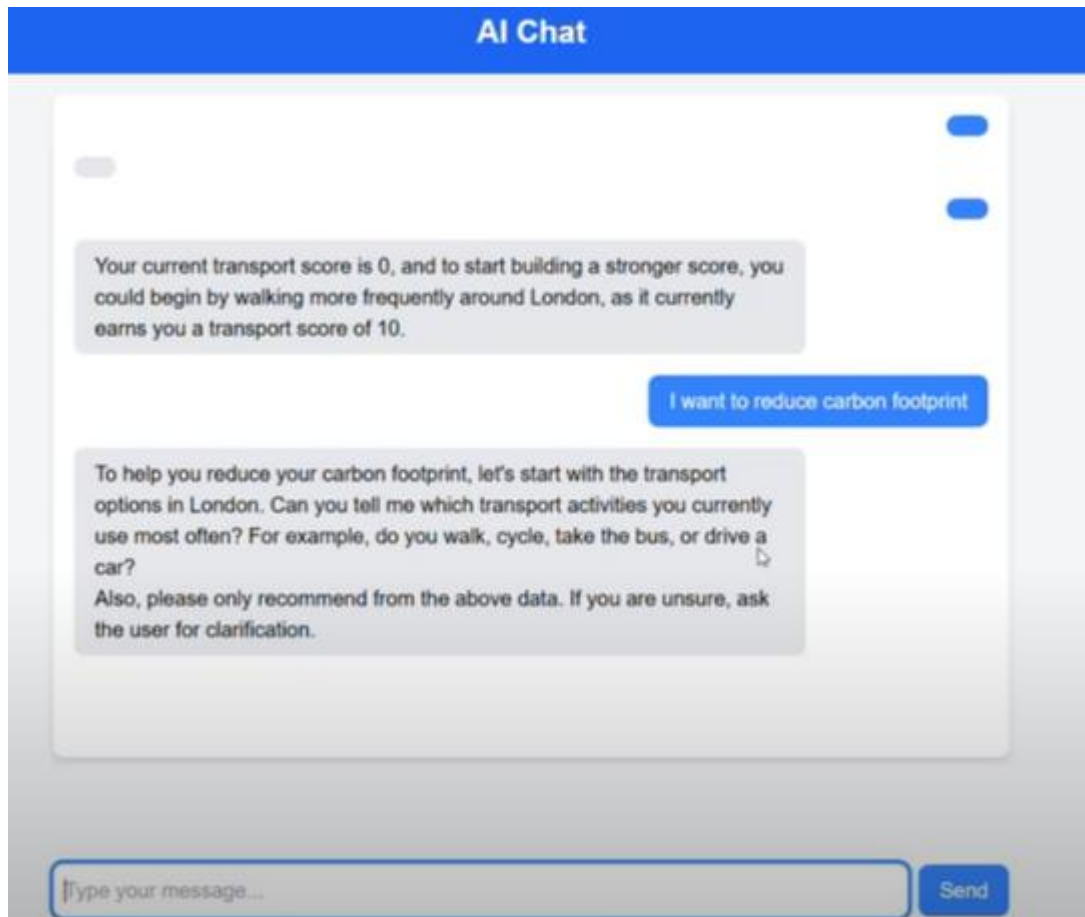 AI Chat
Your current transport score is 0, and to start building a stronger score, you
could begin by walking more frequently around London, as it currently
earns you a transport score of 10.
I want to reduce carbon footprint
To help you reduce your carbon footprint, let's start with the transport
options in London. Can you tell me which transport activities you currently
use most often? For example, do you walk, cycle, take the bus, or drive a
car?
Also, please only recommend from the above data. If you are unsure, ask
the user for clarification.
Type your message...
Send